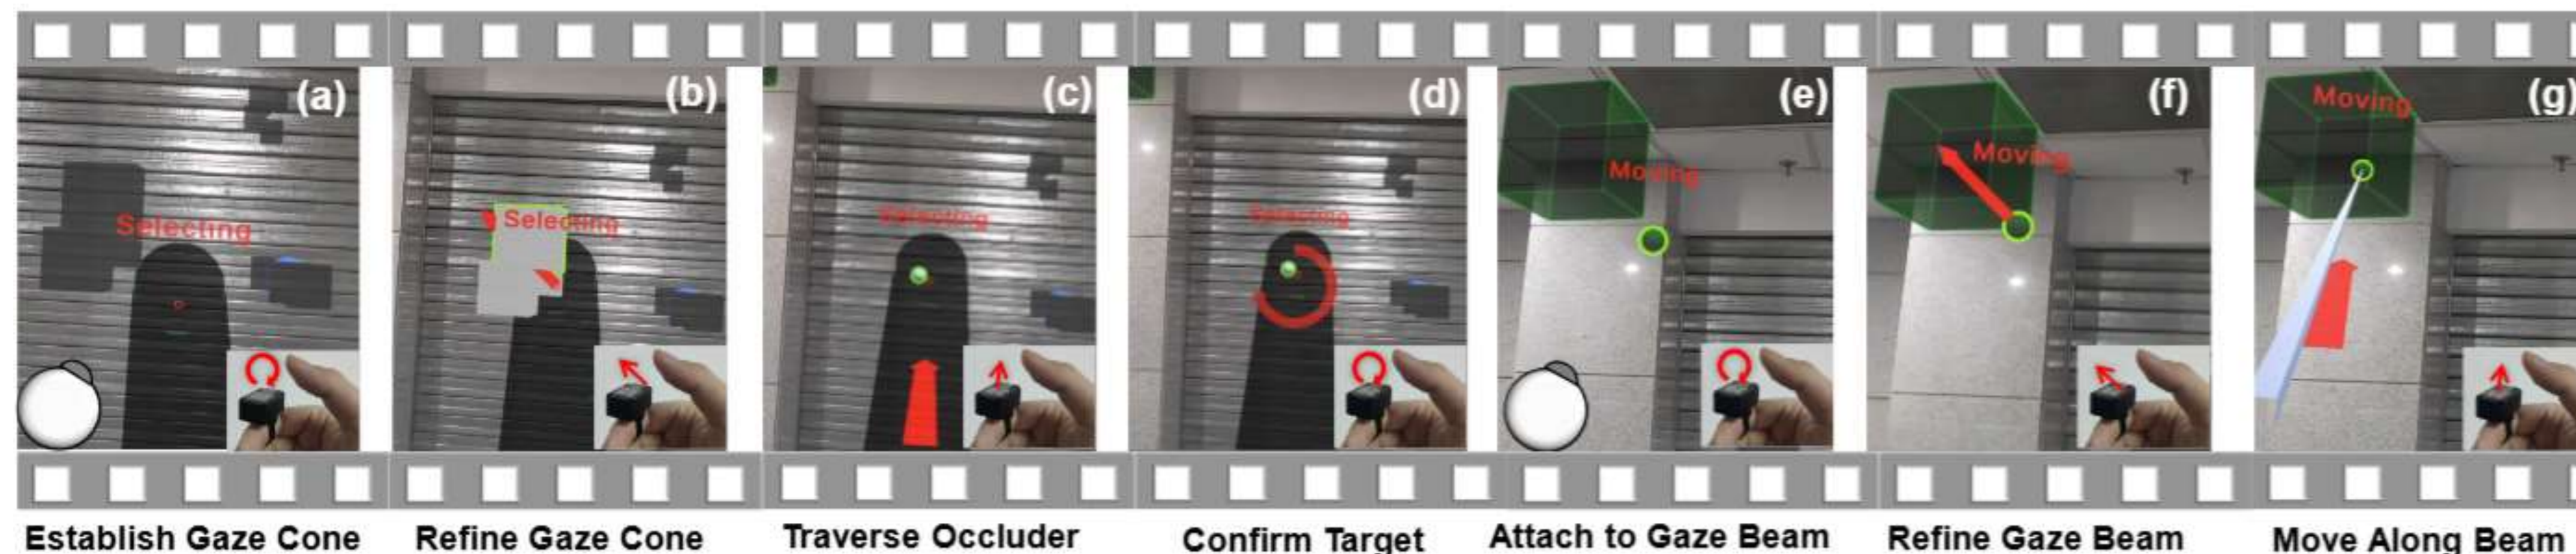 (a)
(b)
(c)
(d)
(e)
(f)
(g)
Selecting
Selecting
Selecting
Selecting
Moving
Moving
Moving
Establish Gaze Cone
Refine Gaze Cone
Traverse Occluder
Confirm Target
Attach to Gaze Beam
Refine Gaze Beam
Move Along Beam